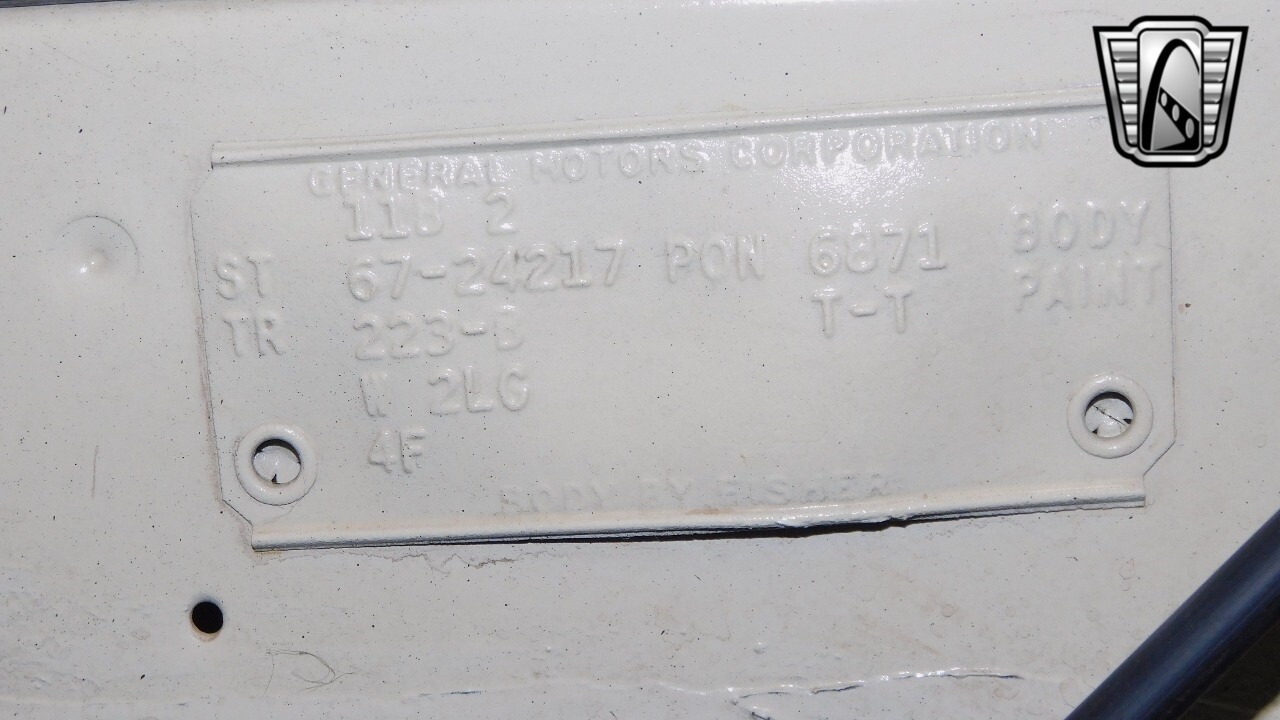 GENERAL MOTORS CORPORATION
11B 2
ST 67-24217 PON 6871 BODY
TR 223-B T-T PAINT
W 2LG
4F
BODY BY FISHER